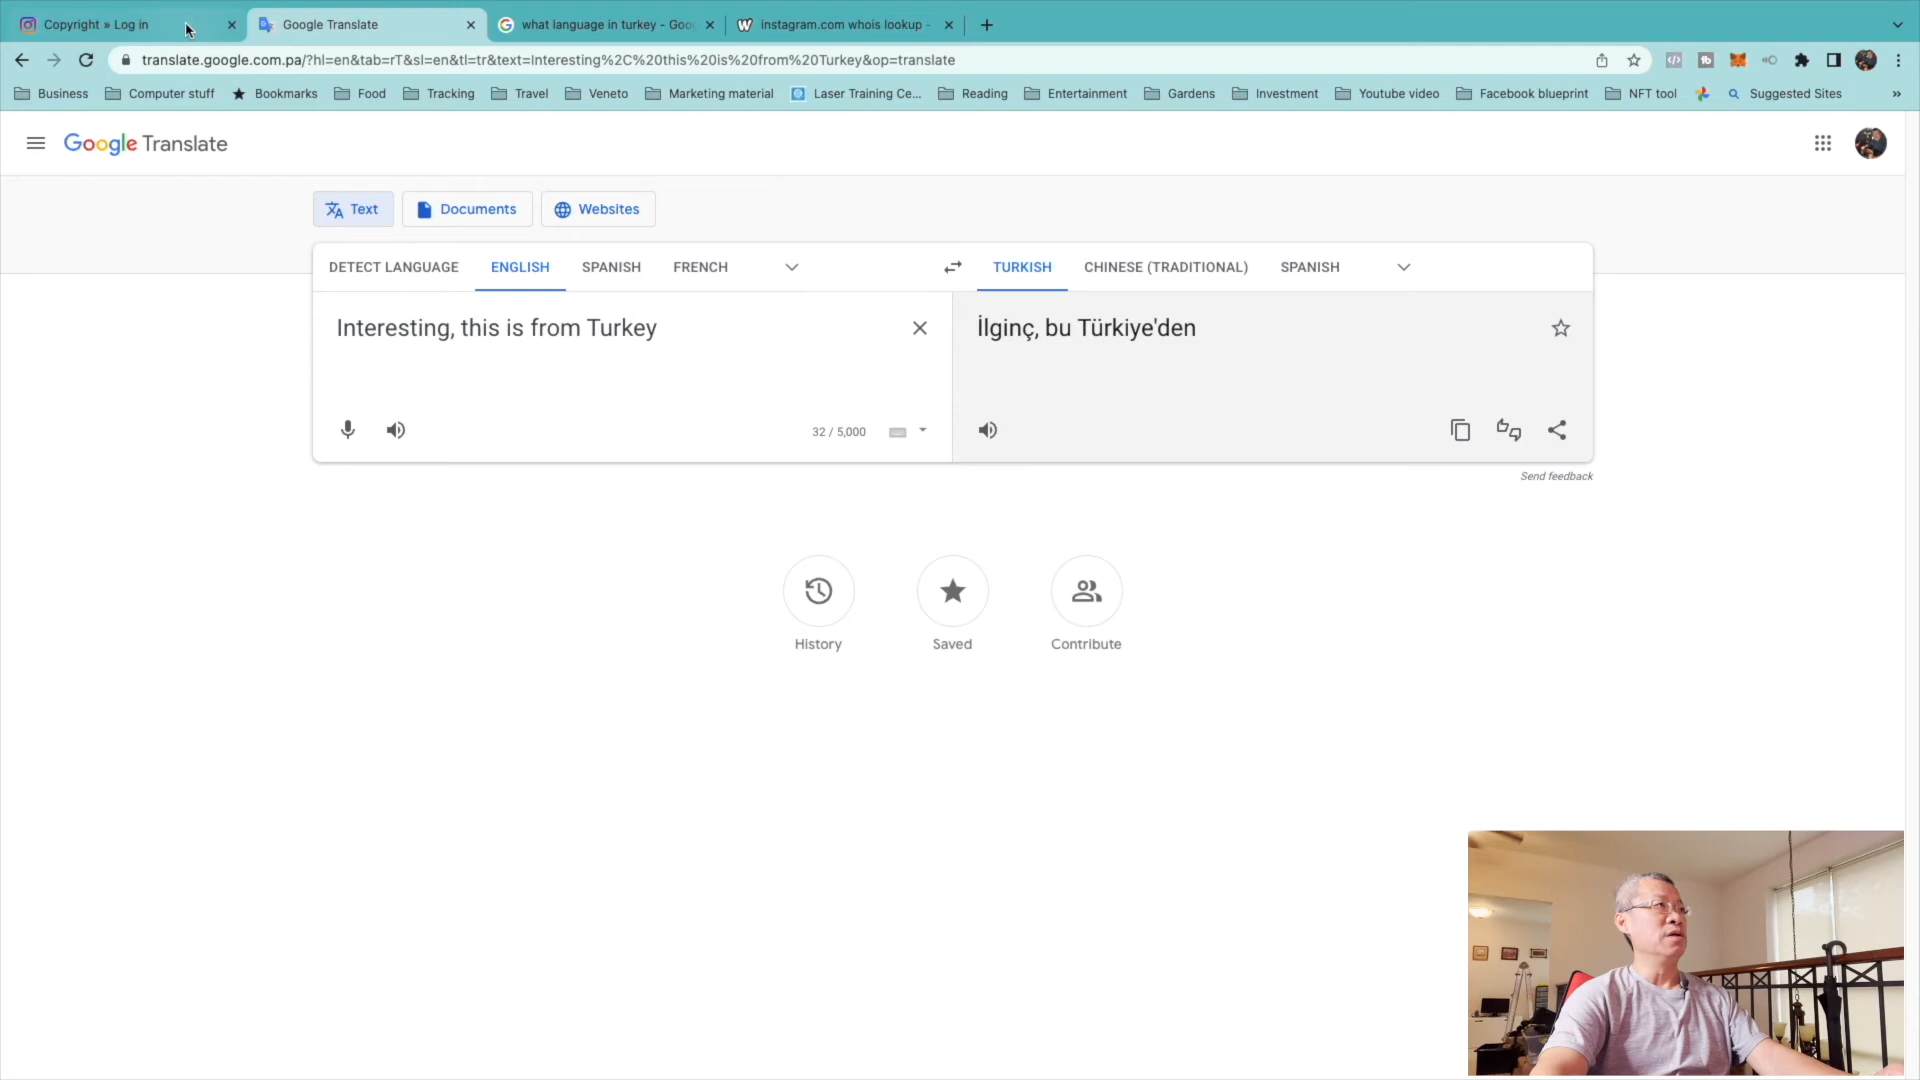 Copyright » Log in
Google Translate
what language in turkey - Goo
instagram.com whois lookup -
translate.google.com.pa/?hl=en&tab=rT&sl=en&tl=tr&text=Interesting%2C%20this%20is%20from%20Turkey&op=translate
Business
Computer stuff
Bookmarks
Food
Tracking
Travel
Veneto
Marketing material
Laser Training Ce...
Reading
Entertainment
Gardens
Investment
Youtube video
Facebook blueprint
NFT tool
Suggested Sites
»
Google Translate
Text
Documents
Websites
DETECT LANGUAGE
ENGLISH
SPANISH
FRENCH
TURKISH
CHINESE (TRADITIONAL)
SPANISH
Interesting, this is from Turkey
İlginç, bu Türkiye'den
32 / 5,000
Send feedback
History
Saved
Contribute